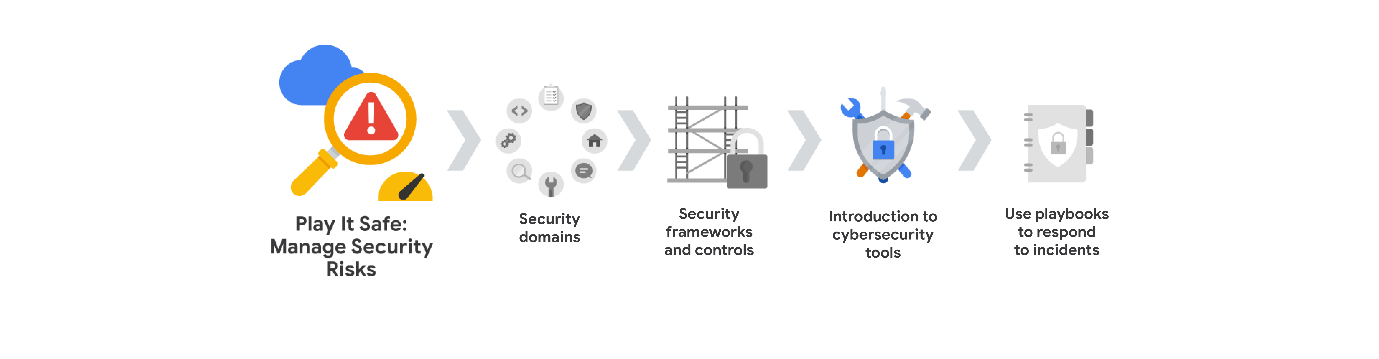 Play It Safe:
Manage Security
Risks
Security
domains
Security
frameworks
and controls
Introduction to
cybersecurity
tools
Use playbooks
to respond
to incidents